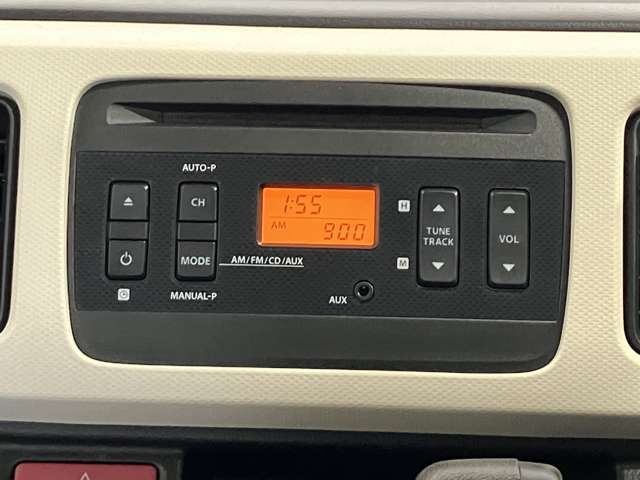 AUTO-P
CH
1:55
AM 900
H
TUNE
TRACK
VOL
MODE
AM/FM/CD/AUX
M
MANUAL-P
AUX